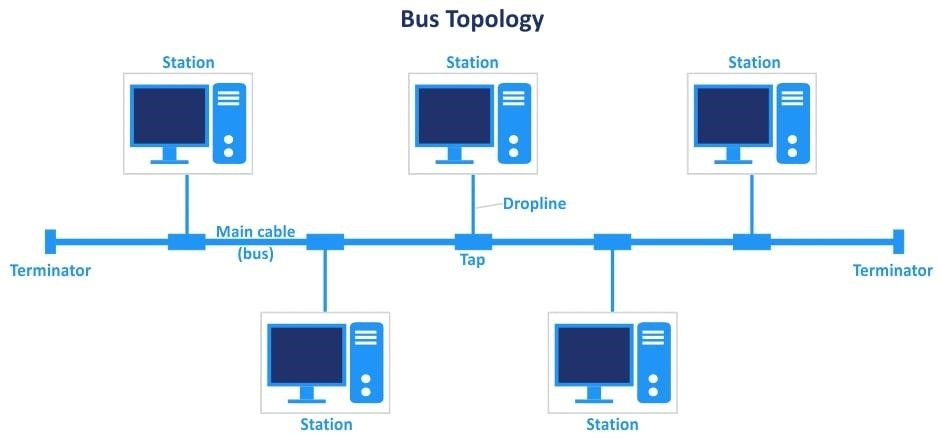 Bus Topology
Station
Station
Station
Dropline
Main cable
(bus)
Tap
Terminator
Terminator
Station
Station